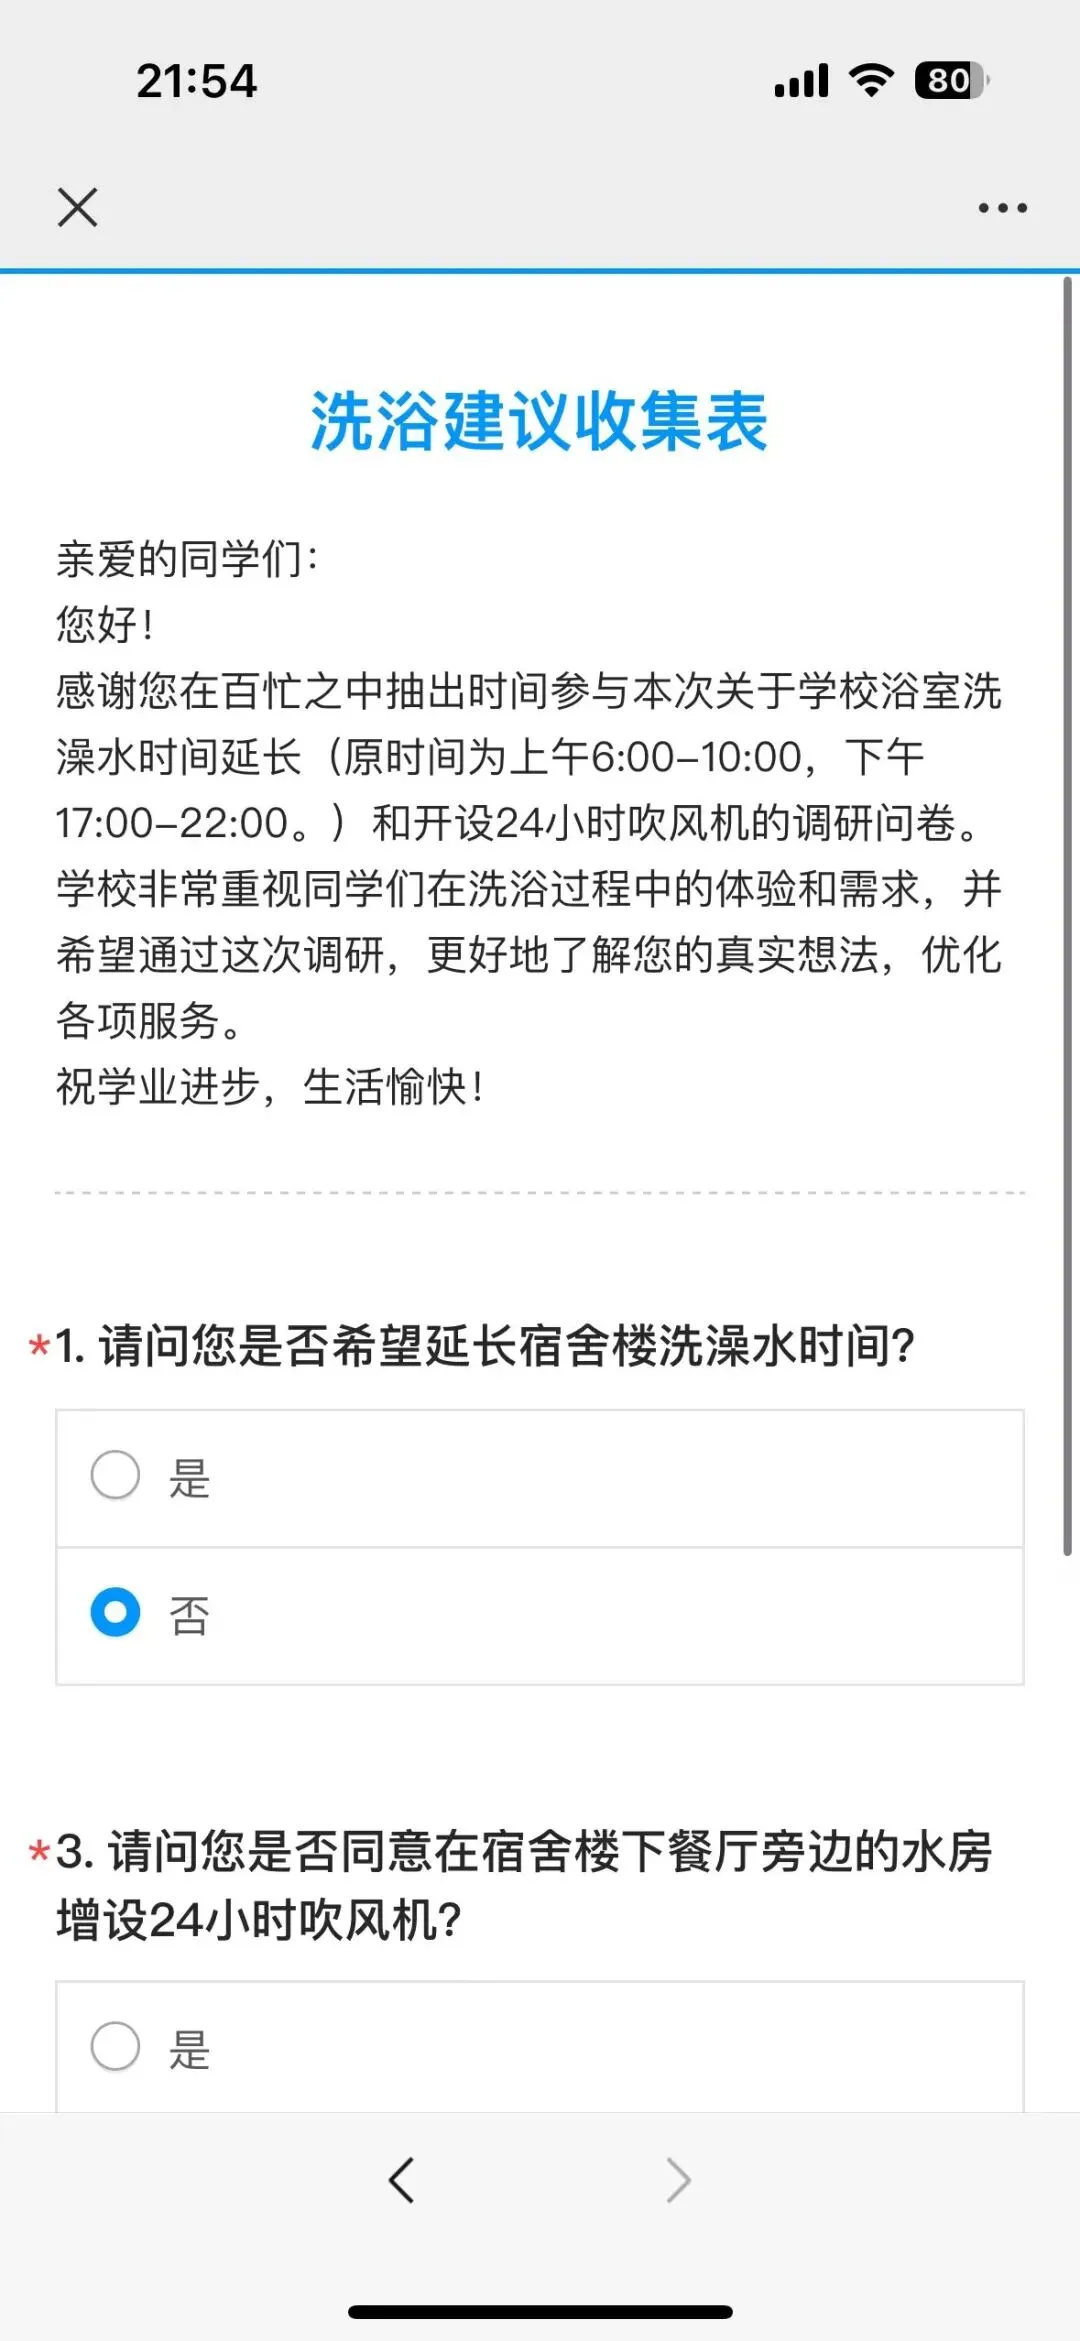 21:54
80
洗浴建议收集表
亲爱的同学们：
您好！
感谢您在百忙之中抽出时间参与本次关于学校浴室洗
澡水时间延长（原时间为上午6:00–10:00，下午
17:00–22:00。）和开设24小时吹风机的调研问卷。
学校非常重视同学们在洗浴过程中的体验和需求，并
希望通过这次调研，更好地了解您的真实想法，优化
各项服务。
祝学业进步，生活愉快！
*1. 请问您是否希望延长宿舍楼洗澡水时间?
是
否
*3. 请问您是否同意在宿舍楼下餐厅旁边的水房
增设24小时吹风机?
是